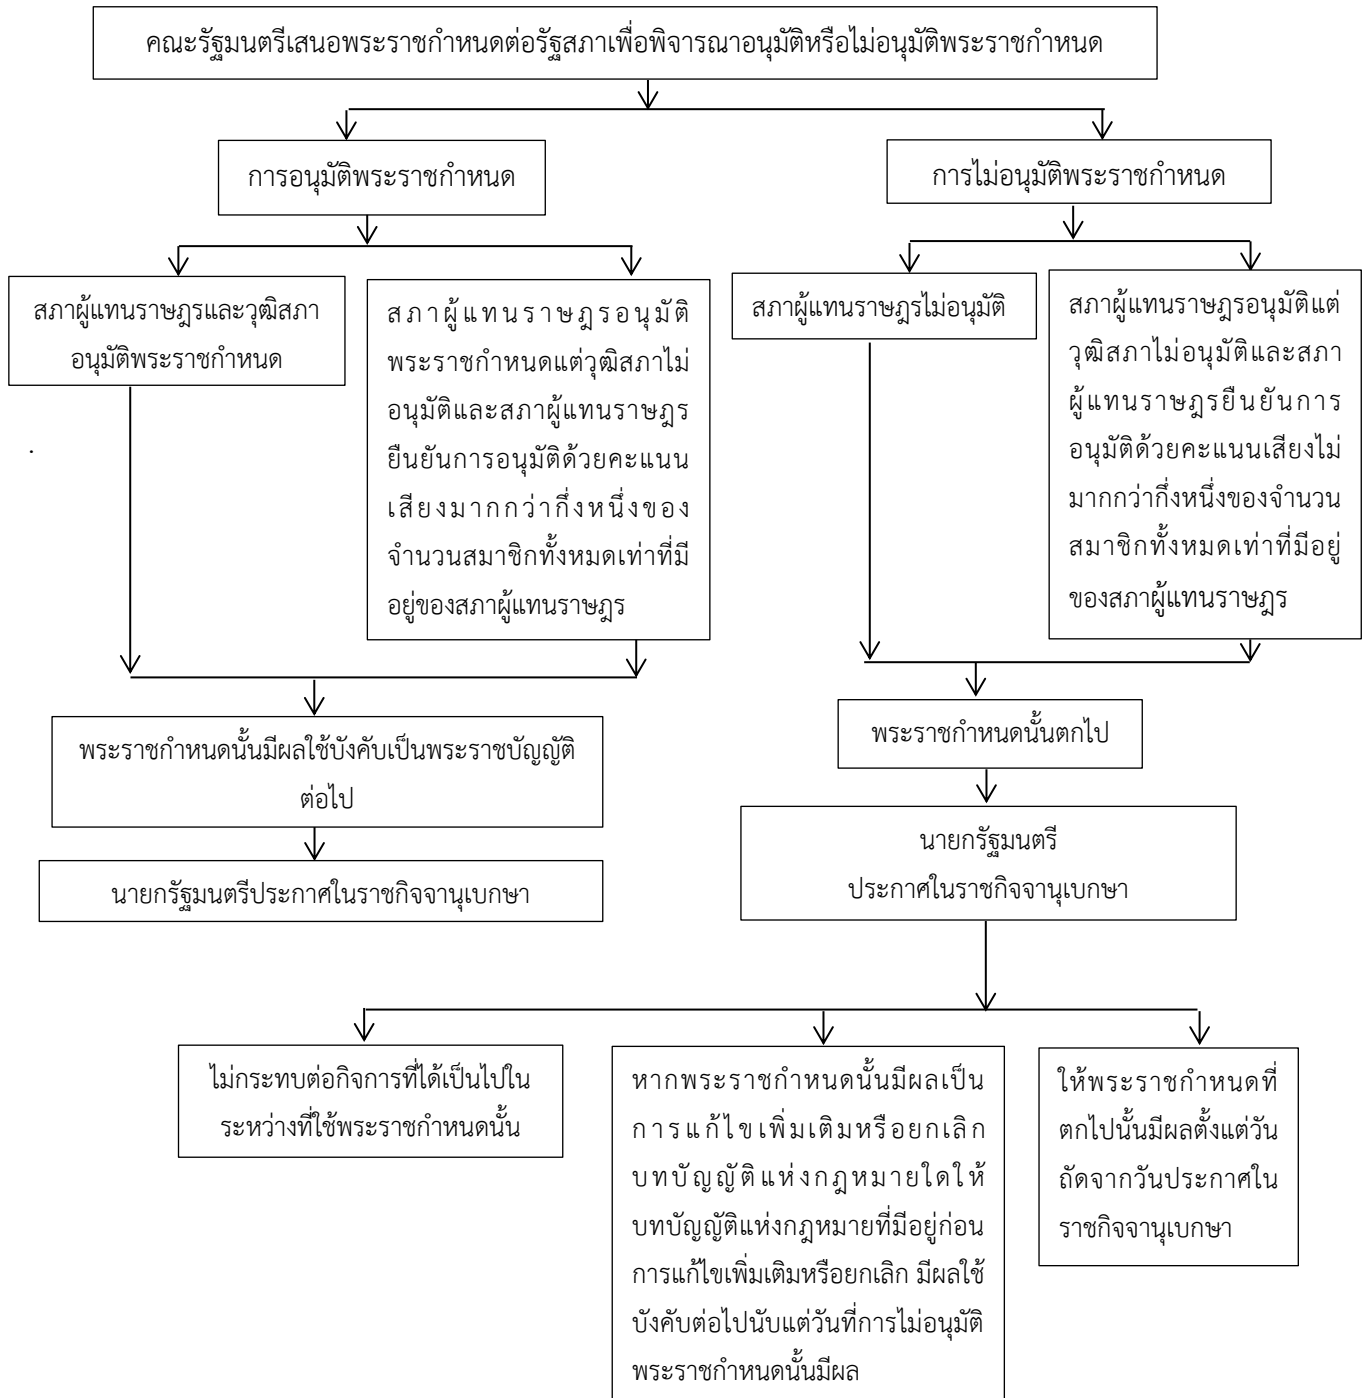 คณะรัฐมนตรีเสนอพระราชกำหนดต่อรัฐสภาเพื่อพิจารณาอนุมัติหรือไม่อนุมัติพระราชกำหนด
การอนุมัติพระราชกำหนด
การไม่อนุมัติพระราชกำหนด
สภาผู้แทนราษฎรและวุฒิสภา
อนุมัติพระราชกำหนด
สภาผู้แทนราษฎรอนุมัติ
พระราชกำหนดแต่วุฒิสภาไม่
อนุมัติและสภาผู้แทนราษฎร
ยืนยันการอนุมัติด้วยคะแนน
เสียงมากกว่ากึ่งหนึ่งของ
จำนวนสมาชิกทั้งหมดเท่าที่มี
อยู่ของสภาผู้แทนราษฎร
สภาผู้แทนราษฎรไม่อนุมัติ
สภาผู้แทนราษฎรอนุมัติแต่
วุฒิสภาไม่อนุมัติและสภา
ผู้แทนราษฎรยืนยันการ
อนุมัติด้วยคะแนนเสียงไม่
มากกว่ากึ่งหนึ่งของจำนวน
สมาชิกทั้งหมดเท่าที่มีอยู่
ของสภาผู้แทนราษฎร
พระราชกำหนดนั้นมีผลใช้บังคับเป็นพระราชบัญญัติ
ต่อไป
นายกรัฐมนตรีประกาศในราชกิจจานุเบกษา
พระราชกำหนดนั้นตกไป
นายกรัฐมนตรี
ประกาศในราชกิจจานุเบกษา
ไม่กระทบต่อกิจการที่ได้เป็นไปใน
ระหว่างที่ใช้พระราชกำหนดนั้น
หากพระราชกำหนดนั้นมีผลเป็น
การแก้ไขเพิ่มเติมหรือยกเลิก
บทบัญญัติแห่งกฎหมายใดให้
บทบัญญัติแห่งกฎหมายที่มีอยู่ก่อน
การแก้ไขเพิ่มเติมหรือยกเลิก มีผลใช้
บังคับต่อไปนับแต่วันที่การไม่อนุมัติ
พระราชกำหนดนั้นมีผล
ให้พระราชกำหนดที่
ตกไปนั้นมีผลตั้งแต่วัน
ถัดจากวันประกาศใน
ราชกิจจานุเบกษา